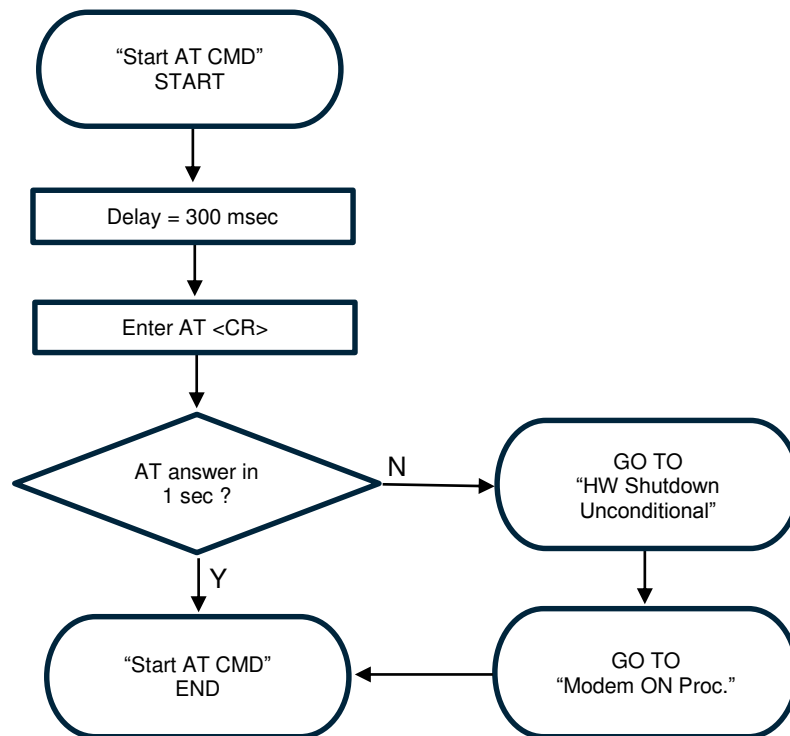 “Start AT CMD”
START
Delay = 300 msec
Enter AT <CR>
AT answer in
1 sec ?
N
GO TO
“HW Shutdown
Unconditional”
Y
“Start AT CMD”
END
GO TO
“Modem ON Proc.”